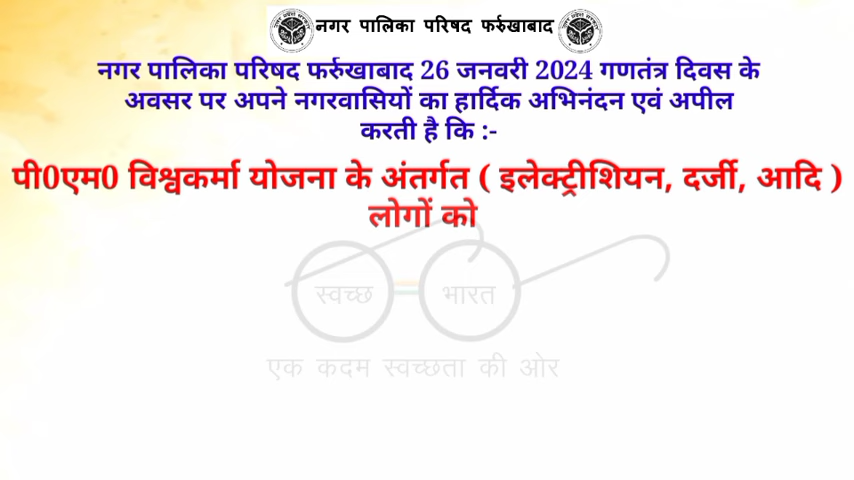 नगर पालिका परिषद फर्रुखाबाद
नगर पालिका परिषद फर्रुखाबाद 26 जनवरी 2024 गणतंत्र दिवस के
अवसर पर अपने नगरवासियों का हार्दिक अभिनंदन एवं अपील
करती है कि :-
पी0एम0 विश्वकर्मा योजना के अंतर्गत ( इलेक्ट्रीशियन, दर्जी, आदि )
लोगों को
स्वच्छ भारत
एक कदम स्वच्छता की ओर